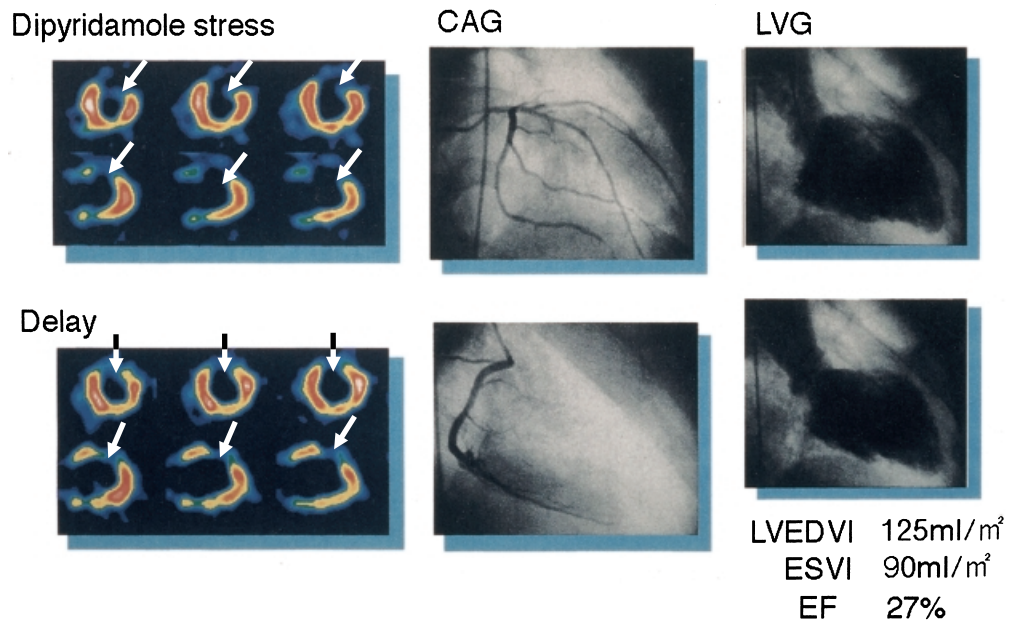 Dipyridamole stress
CAG
LVG
Delay
LVEDVI 125ml/㎡
ESVI 90ml/㎡
EF 27%